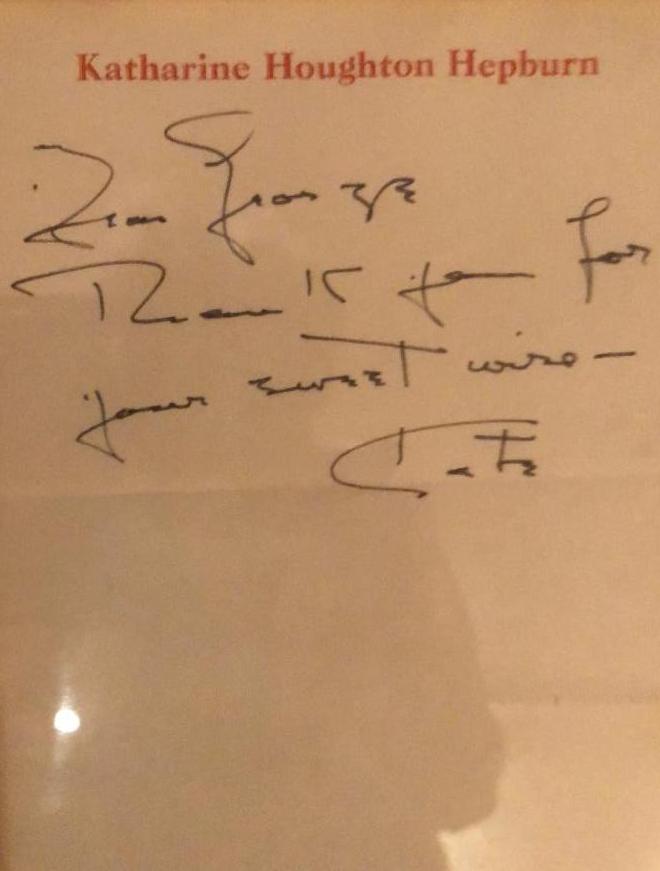 Katharine Houghton Hepburn
Dear George
Thank you for
your sweet wire—
Kate